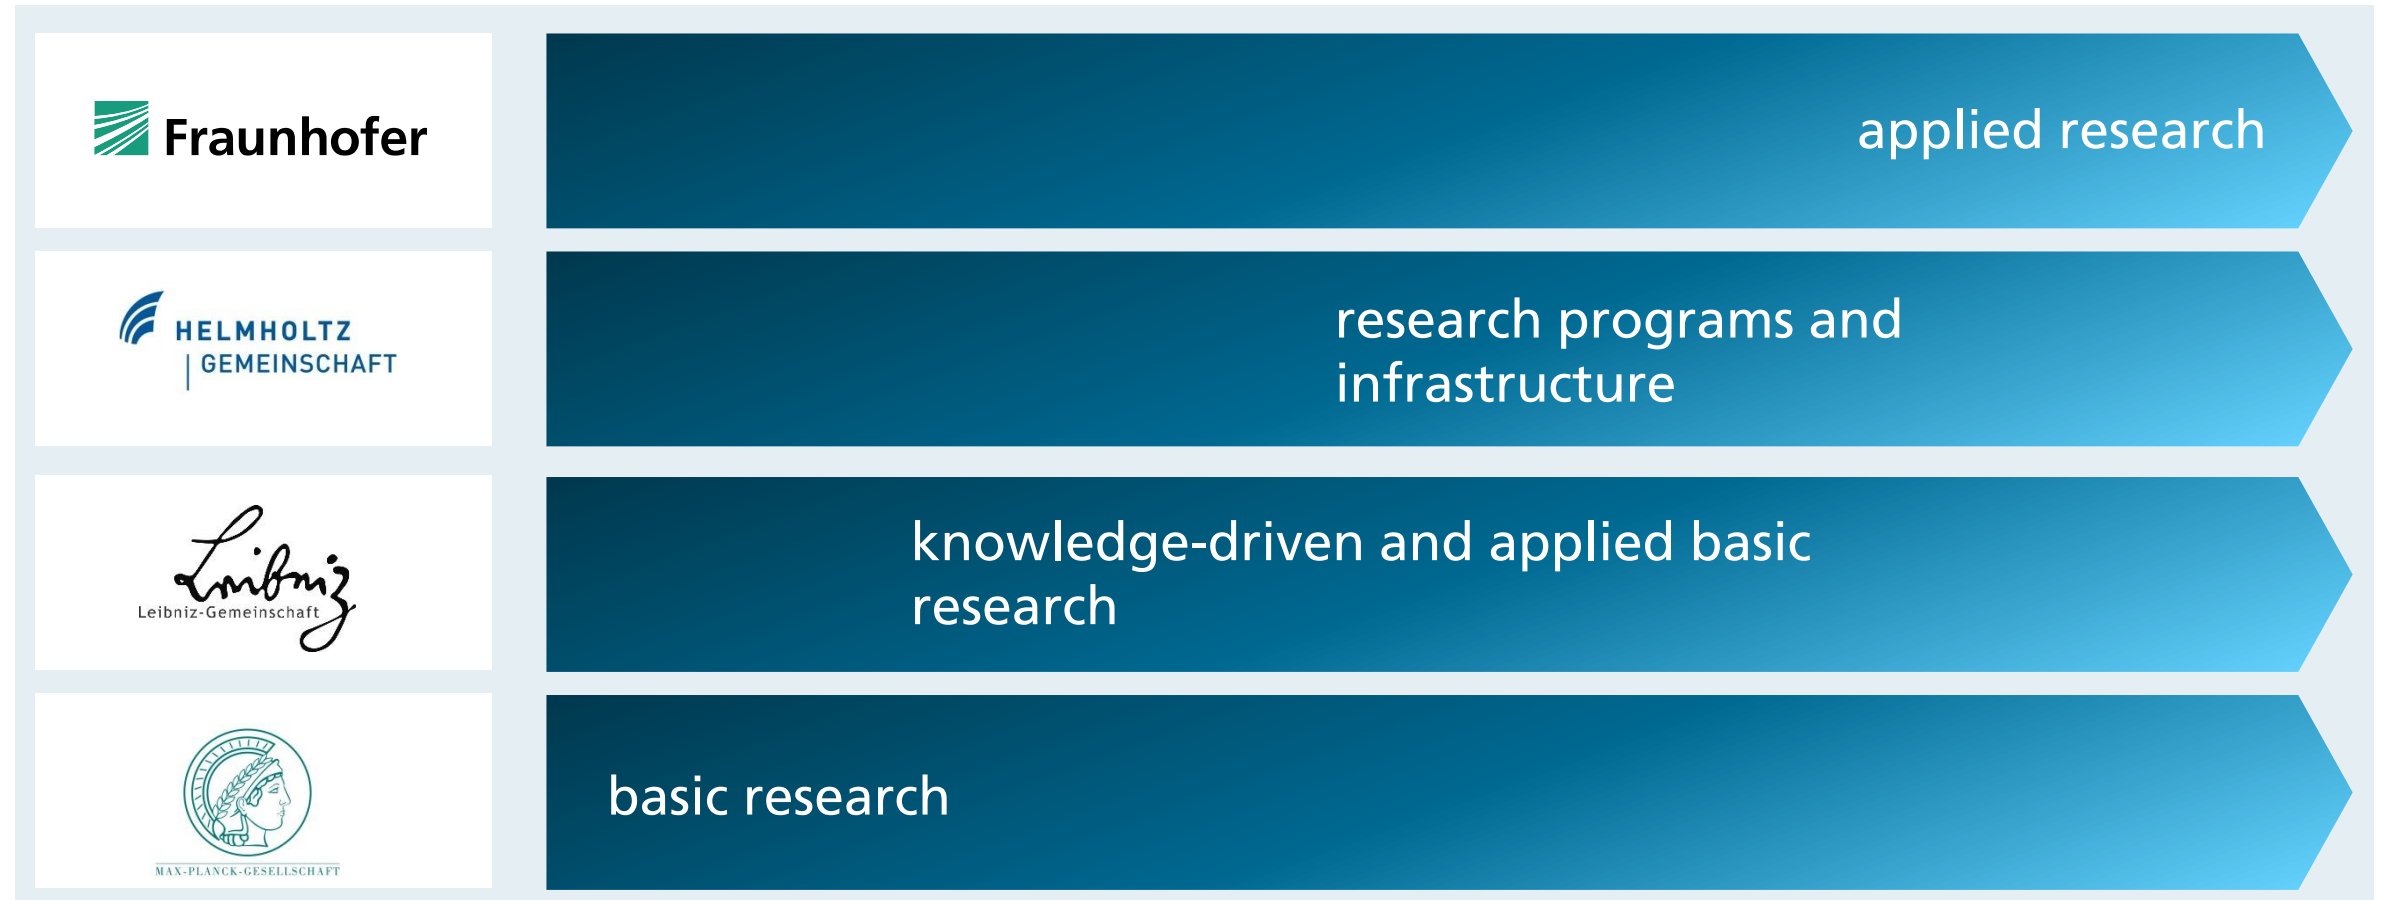 Fraunhofer
applied research
HELMHOLTZ
GEMEINSCHAFT
research programs and
infrastructure
Leibniz
Leibniz-Gemeinschaft
knowledge-driven and applied basic
research
MAX-PLANCK-GESELLSCHAFT
basic research